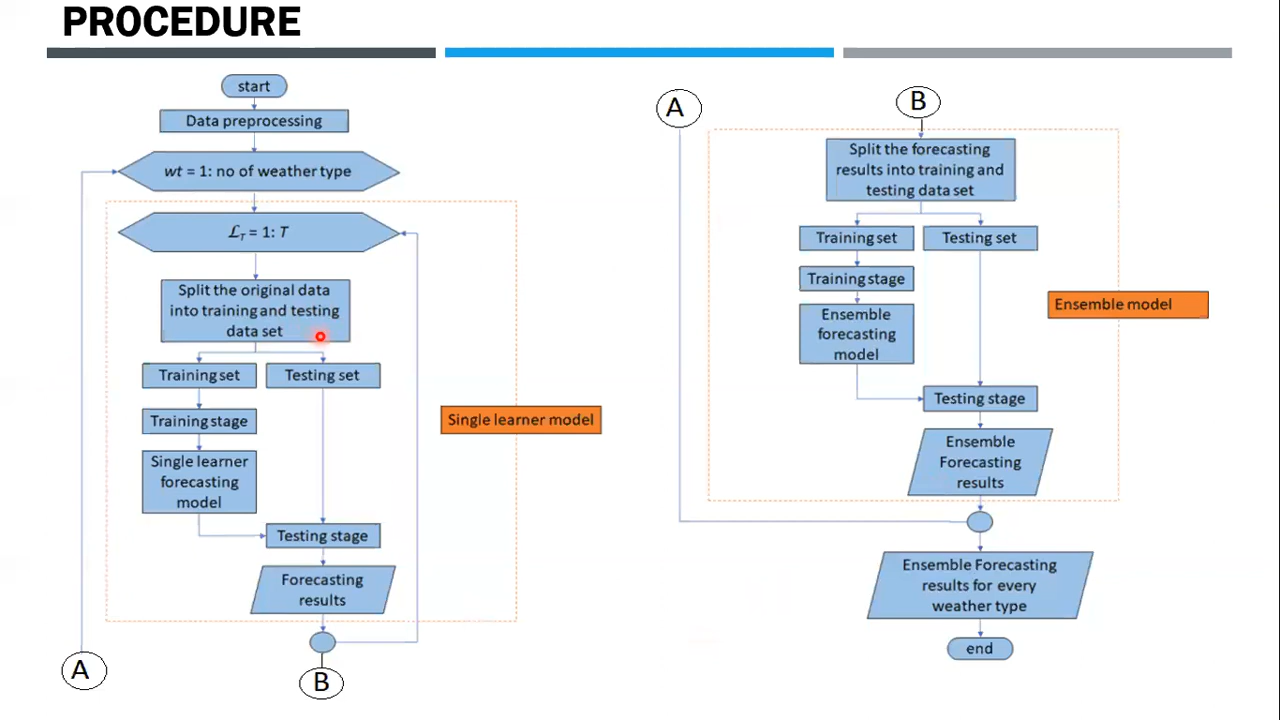 PROCEDURE
start
Data preprocessing
wt = 1: no of weather type
ℒT = 1: T
Split the original data
into training and testing
data set
Training set
Testing set
Training stage
Single learner
forecasting
model
Testing stage
Forecasting
results
Single learner model
A
B
A
B
Split the forecasting
results into training and
testing data set
Training set
Testing set
Training stage
Ensemble
forecasting
model
Ensemble model
Testing stage
Ensemble
Forecasting
results
Ensemble Forecasting
results for every
weather type
end